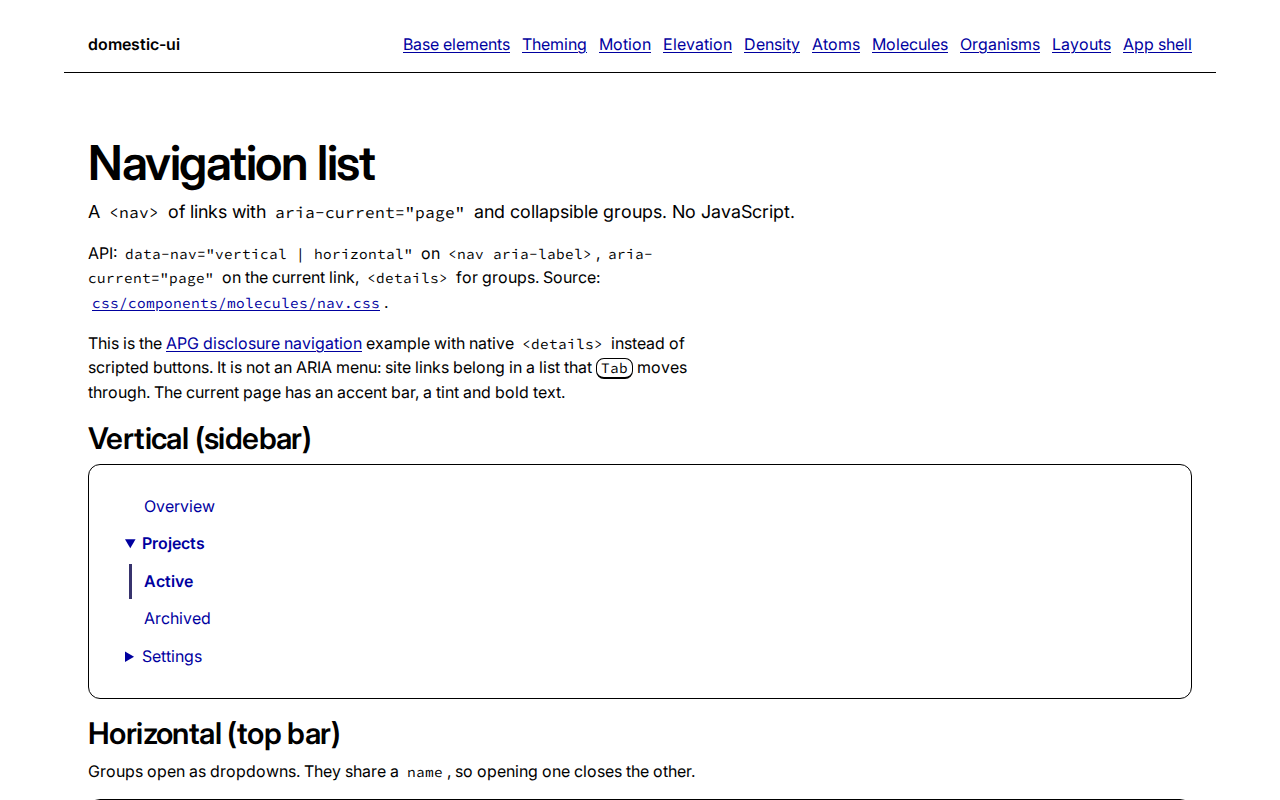 domestic-ui
Base elements Theming Motion Elevation Density Atoms Molecules Organisms Layouts App shell
Navigation list
A <nav> of links with aria-current="page" and collapsible groups. No JavaScript.
API: data-nav="vertical | horizontal" on <nav aria-label>, aria-
current="page" on the current link, <details> for groups. Source:
css/components/molecules/nav.css.
This is the APG disclosure navigation example with native <details> instead of
scripted buttons. It is not an ARIA menu: site links belong in a list that Tab moves
through. The current page has an accent bar, a tint and bold text.
Vertical (sidebar)
Overview
Projects
Active
Archived
Settings
Horizontal (top bar)
Groups open as dropdowns. They share a name, so opening one closes the other.